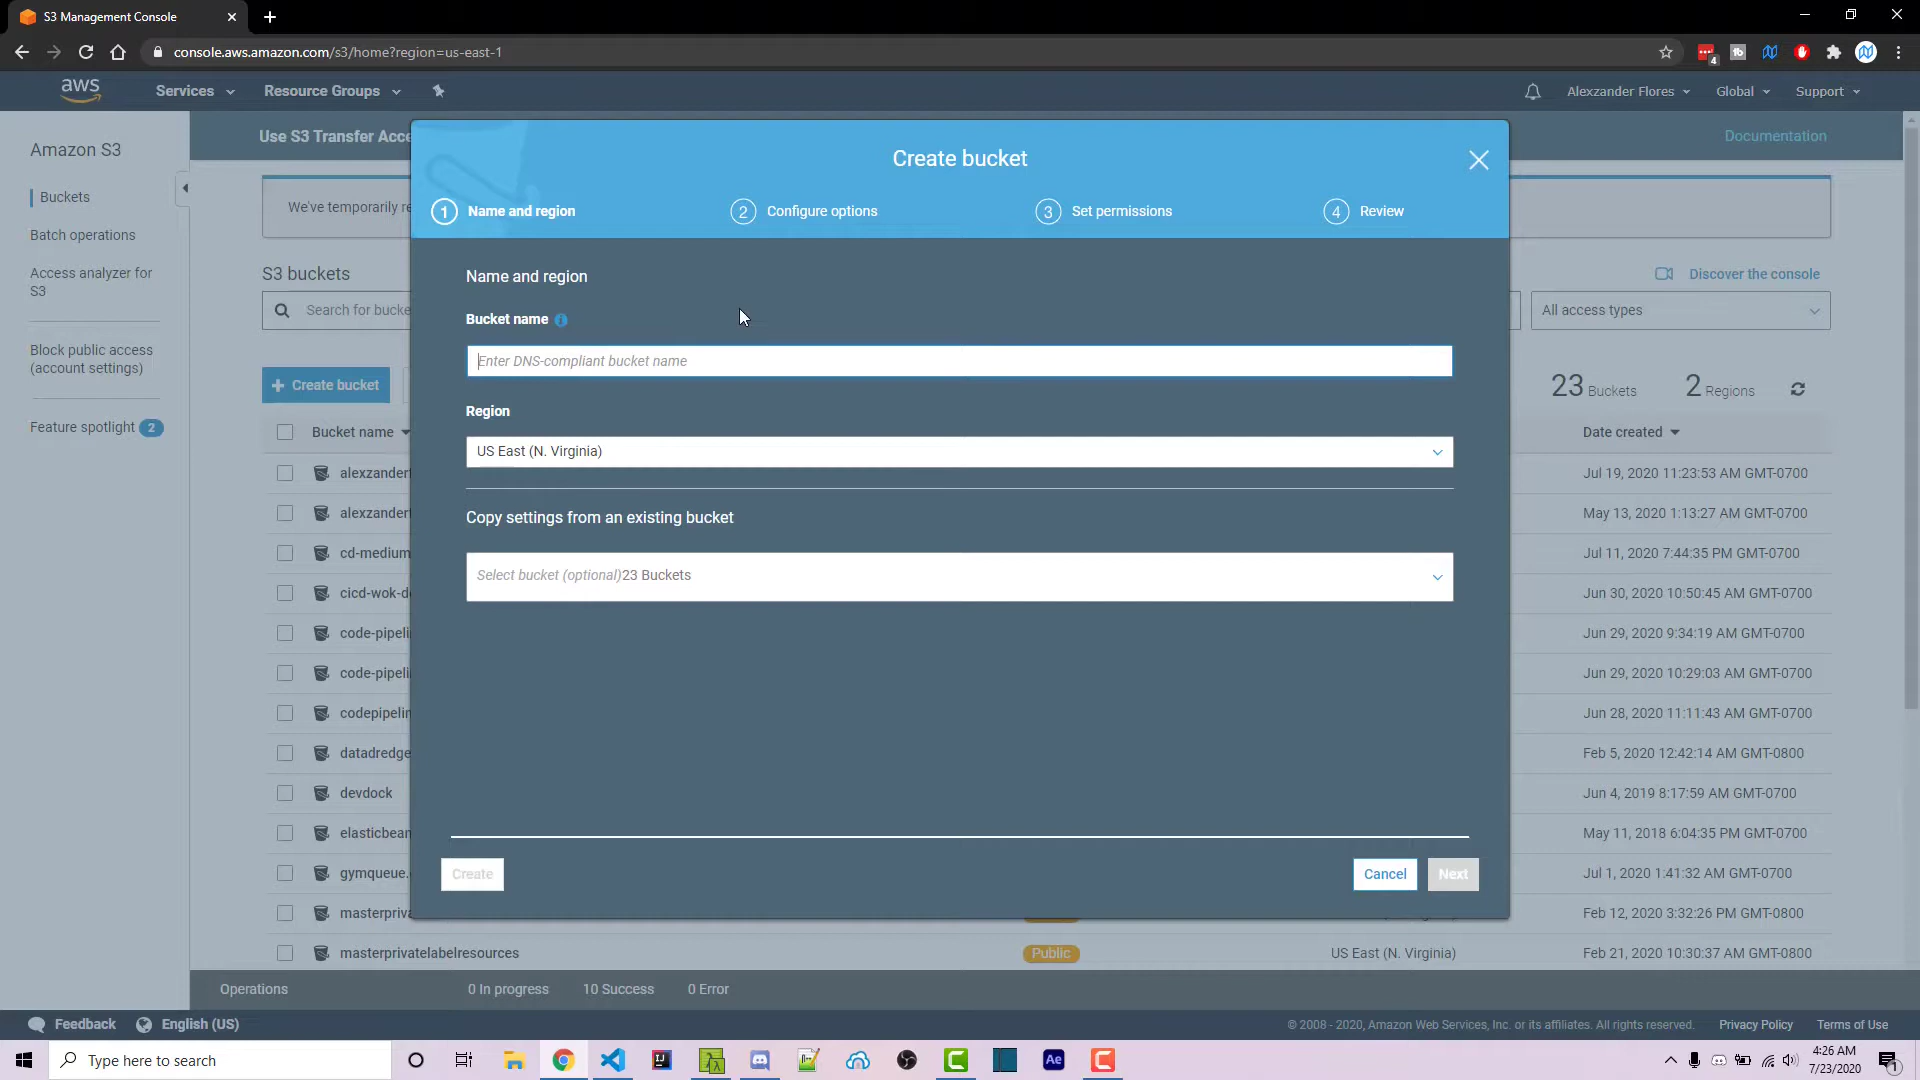 S3 Management Console
console.aws.amazon.com/s3/home?region=us-east-1
4
aws
Services
Resource Groups
Alexzander Flores
Global
Support
Amazon S3
Buckets
Batch operations
Access analyzer for
S3
Block public access
(account settings)
Feature spotlight 2
Use S3 Transfer Acce
Documentation
We've temporarily re
S3 buckets
Discover the console
Search for bucke
All access types
+ Create bucket
23 Buckets
2 Regions
Bucket name
Date created
alexzanderf
Jul 19, 2020 11:23:53 AM GMT-0700
alexzanderf
May 13, 2020 1:13:27 AM GMT-0700
cd-medium
Jul 11, 2020 7:44:35 PM GMT-0700
cicd-wok-de
Jun 30, 2020 10:50:45 AM GMT-0700
code-pipeli
Jun 29, 2020 9:34:19 AM GMT-0700
code-pipeli
Jun 29, 2020 10:29:03 AM GMT-0700
codepipelin
Jun 28, 2020 11:11:43 AM GMT-0700
datadredge
Feb 5, 2020 12:42:14 AM GMT-0800
devdock
Jun 4, 2019 8:17:59 AM GMT-0700
elasticbean
May 11, 2018 6:04:35 PM GMT-0700
gymqueue.
Jul 1, 2020 1:41:32 AM GMT-0700
masterpriva
Feb 12, 2020 3:32:26 PM GMT-0800
masterprivatelabelresources
Public
US East (N. Virginia)
Feb 21, 2020 10:30:37 AM GMT-0800
Create bucket
1 Name and region
2 Configure options
3 Set permissions
4 Review
Name and region
Bucket name
Enter DNS-compliant bucket name
Region
US East (N. Virginia)
Copy settings from an existing bucket
Select bucket (optional)23 Buckets
Create
Cancel
Next
Operations
0 In progress
10 Success
0 Error
Feedback
English (US)
© 2008 - 2020, Amazon Web Services, Inc. or its affiliates. All rights reserved.
Privacy Policy
Terms of Use
Type here to search
Ae
4:26 AM
7/23/2020
1